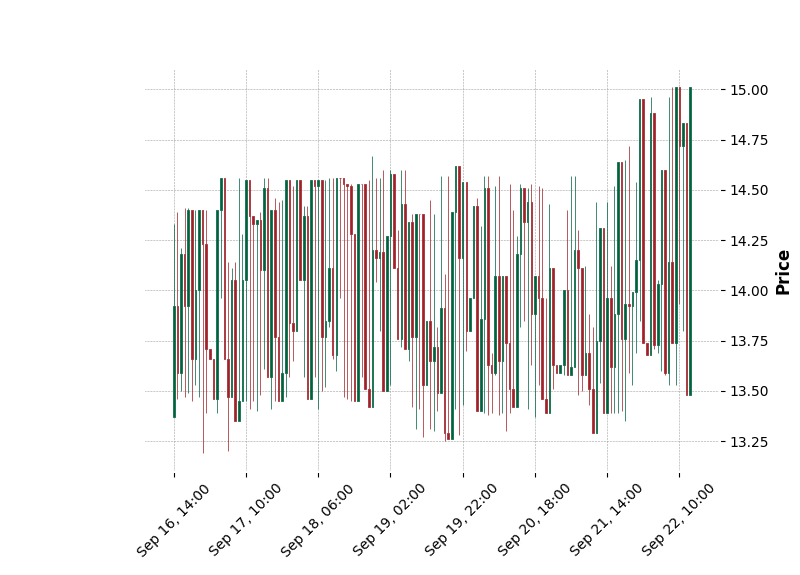 15.00
14.75
14.50
14.25
14.00
13.75
13.50
13.25
Price
Sep 16, 14:00
Sep 17, 10:00
Sep 18, 06:00
Sep 19, 02:00
Sep 19, 22:00
Sep 20, 18:00
Sep 21, 14:00
Sep 22, 10:00